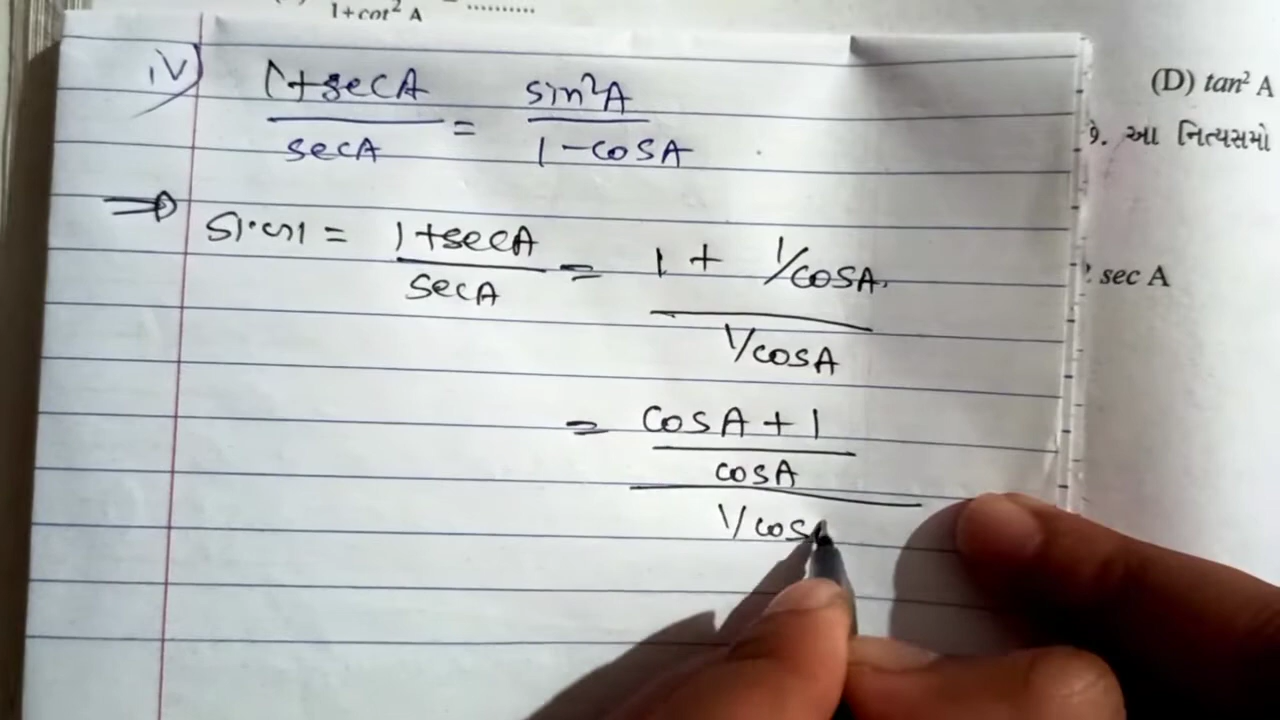 1+cot² A = ..........
(D) tan² A
છે. આ નિત્યસમો
sec A
iv) 1+secA / secA = sin²A / 1-cosA
⇒ ડા.બા = 1+secA / secA = 1 + 1/cosA / 1/cosA
= cosA+1 / cosA / 1/cosA